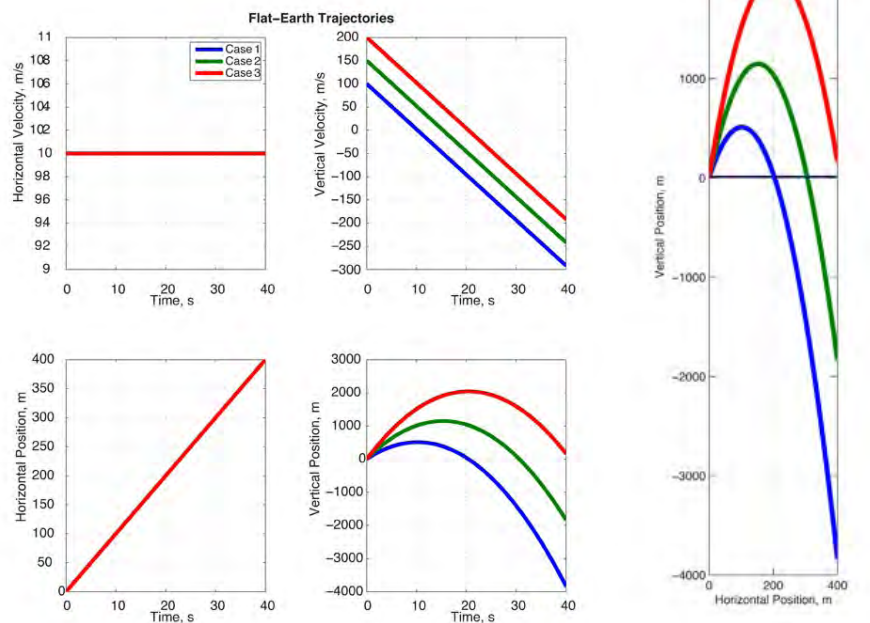 Flat-Earth Trajectories
Horizontal Velocity, m/s
11
108
106
104
102
10
98
96
94
92
9
0 10 20 30 40
Time, s
Case 1
Case 2
Case 3
Vertical Velocity, m/s
200
150
100
50
0
−50
−100
−150
−200
−250
−300
0 10 20 30 40
Time, s
Horizontal Position, m
400
350
300
250
200
150
100
50
0
0 10 20 30 40
Time, s
Vertical Position, m
3000
2000
1000
0
−1000
−2000
−3000
−4000
0 10 20 30 40
Time, s
Vertical Position, m
1000
0
−1000
−2000
−3000
−4000
0 200 400
Horizontal Position, m